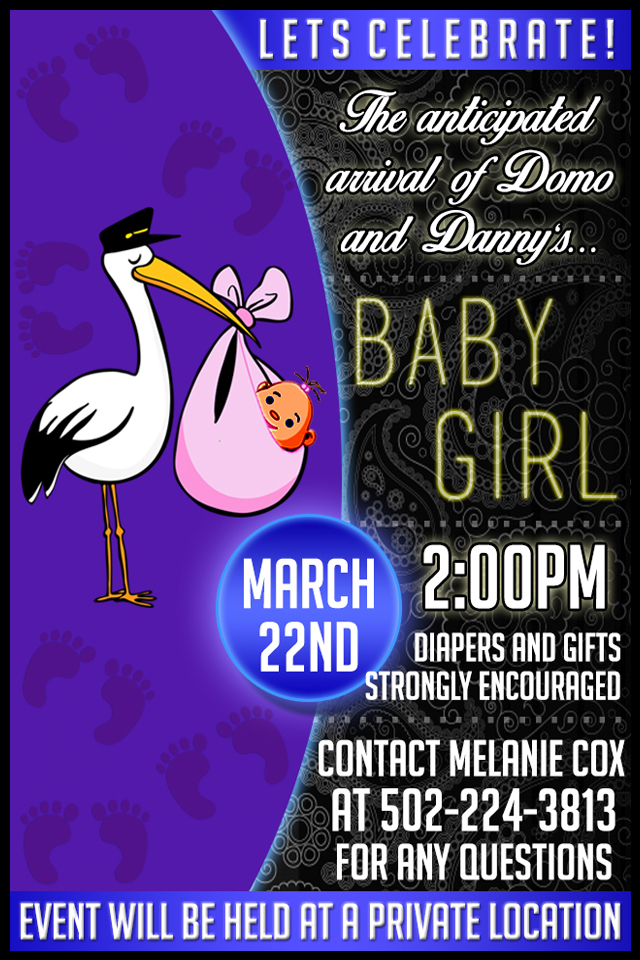 LETS CELEBRATE!
The anticipated
arrival of Domo
and Danny's...
BABY
GIRL
MARCH
22ND
2:00PM
DIAPERS AND GIFTS
STRONGLY ENCOURAGED
CONTACT MELANIE COX
AT 502-224-3813
FOR ANY QUESTIONS
EVENT WILL BE HELD AT A PRIVATE LOCATION